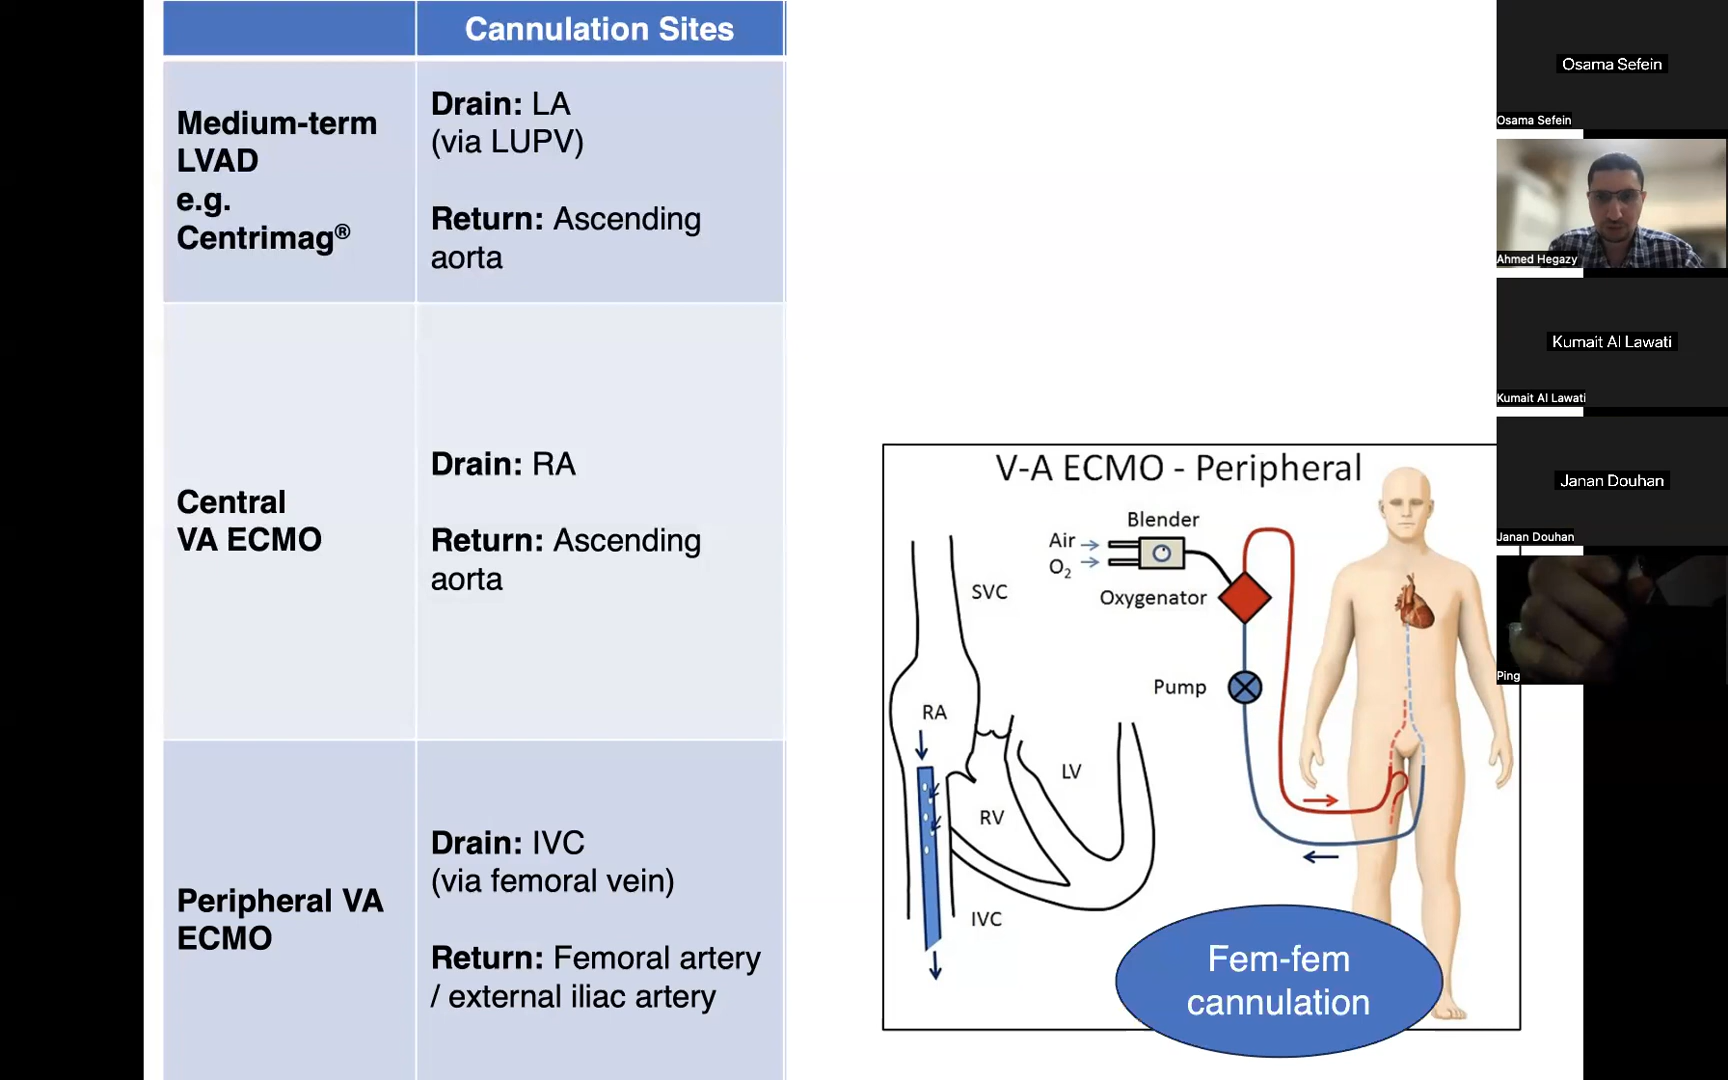 Cannulation Sites
Medium-term
LVAD
e.g.
Centrimag®
Drain: LA
(via LUPV)
Return: Ascending
aorta
Central
VA ECMO
Drain: RA
Return: Ascending
aorta
Peripheral VA
ECMO
Drain: IVC
(via femoral vein)
Return: Femoral artery
/ external iliac artery
V-A ECMO - Peripheral
Blender
Air
O₂
Oxygenator
Pump
SVC
RA
LV
RV
IVC
Fem-fem
cannulation
Osama Sefein
Osama Sefein
Ahmed Hegazy
Kumait Al Lawati
Kumait Al Lawati
Janan Douhan
Janan Douhan
Ping